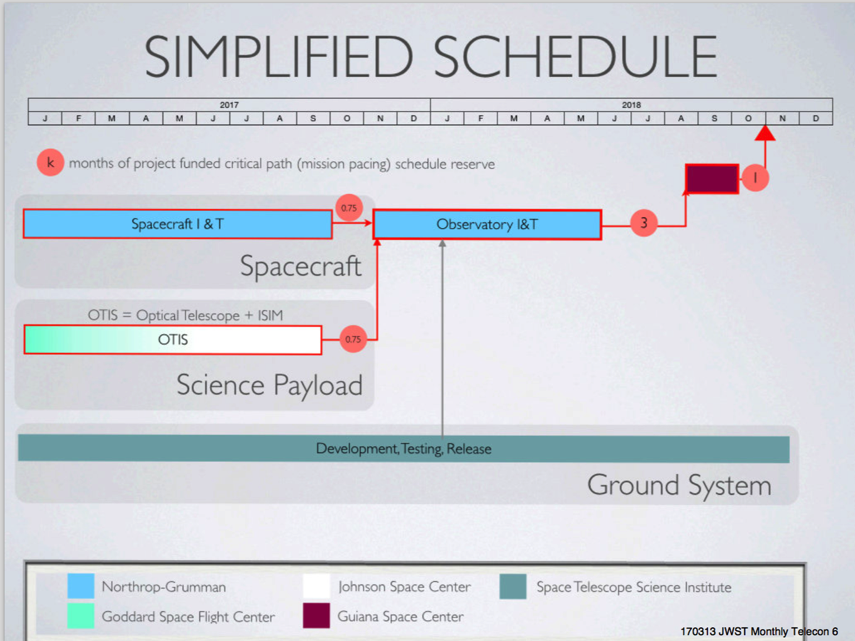 SIMPLIFIED SCHEDULE
2017 2018
J F M A M J J A S O N D J F M A M J J A S O N D
k months of project funded critical path (mission pacing) schedule reserve
1
0.75
Spacecraft I & T Observatory I&T 3
Spacecraft
OTIS = Optical Telescope + ISIM
OTIS 0.75
Science Payload
Development, Testing, Release
Ground System
Northrop-Grumman Johnson Space Center Space Telescope Science Institute
Goddard Space Flight Center Guiana Space Center
170313 JWST Monthly Telecon 6